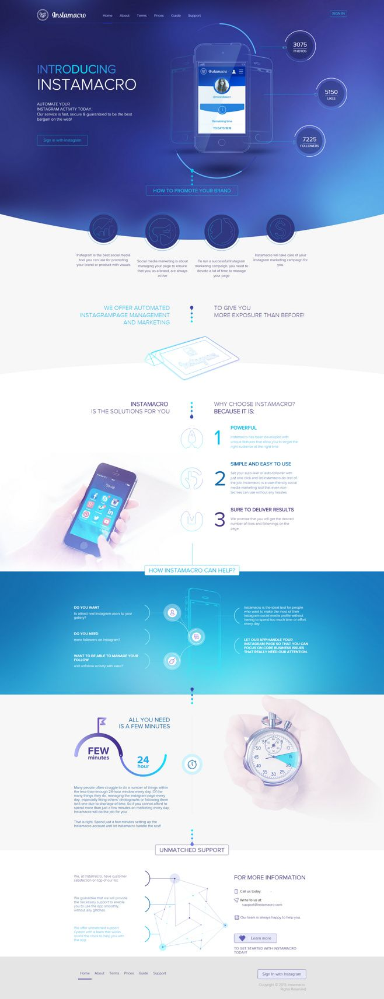 Instamacro
Home About Terms Prices Guide Support
SIGN IN
INTRODUCING
INSTAMACRO
AUTOMATE YOUR
INSTAGRAM ACTIVITY TODAY.
Our service is fast, secure & guaranteed to be the best
bargain on the web!
Sign in with Instagram
Instamacro
@mirandakerr
Remaining time
113 DAYS 18:18
3075
PHOTOS
5150
LIKES
7225
FOLLOWERS
HOW TO PROMOTE YOUR BRAND
Instagram is the best social media
tool you can use for promoting
your brand or product with visuals
Social media marketing is about
managing your page to ensure
that you, as a brand, are always
active
To run a successful Instagram
marketing campaign, you need to
devote a lot of time to manage
your page
Instamacro will take care of your
Instagram marketing campaign for
you.
WE OFFER AUTOMATED
INSTAGRAMPAGE MANAGEMENT
AND MARKETING
TO GIVE YOU
MORE EXPOSURE THAN BEFORE!
Instagram
INSTAMACRO
IS THE SOLUTIONS FOR YOU
WHY CHOOSE INSTAMACRO?
BECAUSE IT IS:
1
POWERFUL
Instamacro has been developed with
unique features that allow you to target the
right audience at the right time
2
SIMPLE AND EASY TO USE
Set your auto-liker or auto-follower with
just one click and let Instamacro do rest of
the job. Instamacro is a user-friendly social
media marketing tool that even non-
techies can use without any hassles
3
SURE TO DELIVER RESULTS
We promise that you will get the desired
number of likes and followings on the
page
Social
HOW INSTAMACRO CAN HELP?
DO YOU WANT
to attract real Instagram users to your
gallery?
DO YOU NEED
more followers on Instagram?
WANT TO BE ABLE TO MANAGE YOUR
FOLLOW
and unfollow activity with ease?
Instamacro is the ideal tool for people
who want to make the most of their
Instagram social media profile without
having to spend too much time or effort
every day
LET OUR APP HANDLE YOUR
INSTAGRAM PAGE SO THAT YOU CAN
FOCUS ON CORE BUSINESS ISSUES
THAT REALLY NEED OUR ATTENTION.
ALL YOU NEED
IS A FEW MINUTES
FEW
minutes
24
hour
Many people often struggle to do a number of things within
the less-than-enough 24-hour window every day. Of the
many things they do, managing the Instagram page every
day, especially liking others' photographs or following them
isn't one due to shortage of time. So if you cannot afford to
spend more than just a few minutes on marketing every day,
Instamacro will do the job for you.
That is right. Spend just a few minutes setting up the
Instamacro account and let Instamacro handle the rest!
55
10
50
15
45
20
40
25
35
30
UNMATCHED SUPPORT
We, at Instamacro, have customer
satisfaction on top of our list.
We guarantee that we will provide
the necessary support to enable
you to use the app smoothly,
without any glitches.
We offer unmatched support
system with a team that works
round the clock to help you with
the app
FOR MORE INFORMATION
Call us today: -
Write to us at:
support@instamacro.com
Our team is always happy to help you
Learn more
TO GET STARTED WITH INSTAMACRO
TODAY!
Home About Terms Prices Guide Support
Sign In with Instagram
Copyright © 2015. Instamacro.
Rights Reserved